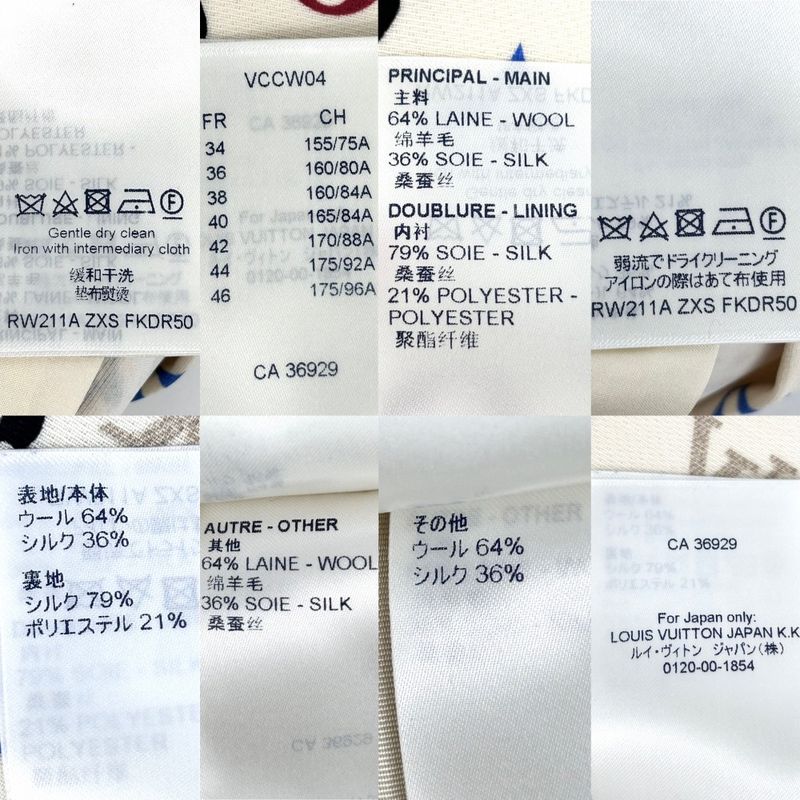 Gentle dry clean
Iron with intermediary cloth
缓和干洗
垫布熨烫
RW211A ZXS FKDR50
VCCW04
FR CH
34 155/75A
36 160/80A
38 160/84A
40 165/84A
42 170/88A
44 175/92A
46 175/96A
CA 36929
PRINCIPAL - MAIN
主料
64% LAINE - WOOL
绵羊毛
36% SOIE - SILK
桑蚕丝
DOUBLURE - LINING
内衬
79% SOIE - SILK
桑蚕丝
21% POLYESTER -
POLYESTER
聚酯纤维
弱流でドライクリーニング
アイロンの際はあて布使用
RW211A ZXS FKDR50
表地/本体
ウール 64%
シルク 36%
裏地
シルク 79%
ポリエステル 21%
AUTRE - OTHER
其他
64% LAINE - WOOL
绵羊毛
36% SOIE - SILK
桑蚕丝
その他
ウール 64%
シルク 36%
CA 36929
For Japan only:
LOUIS VUITTON JAPAN K.K
ルイ・ヴィトン ジャパン(株)
0120-00-1854